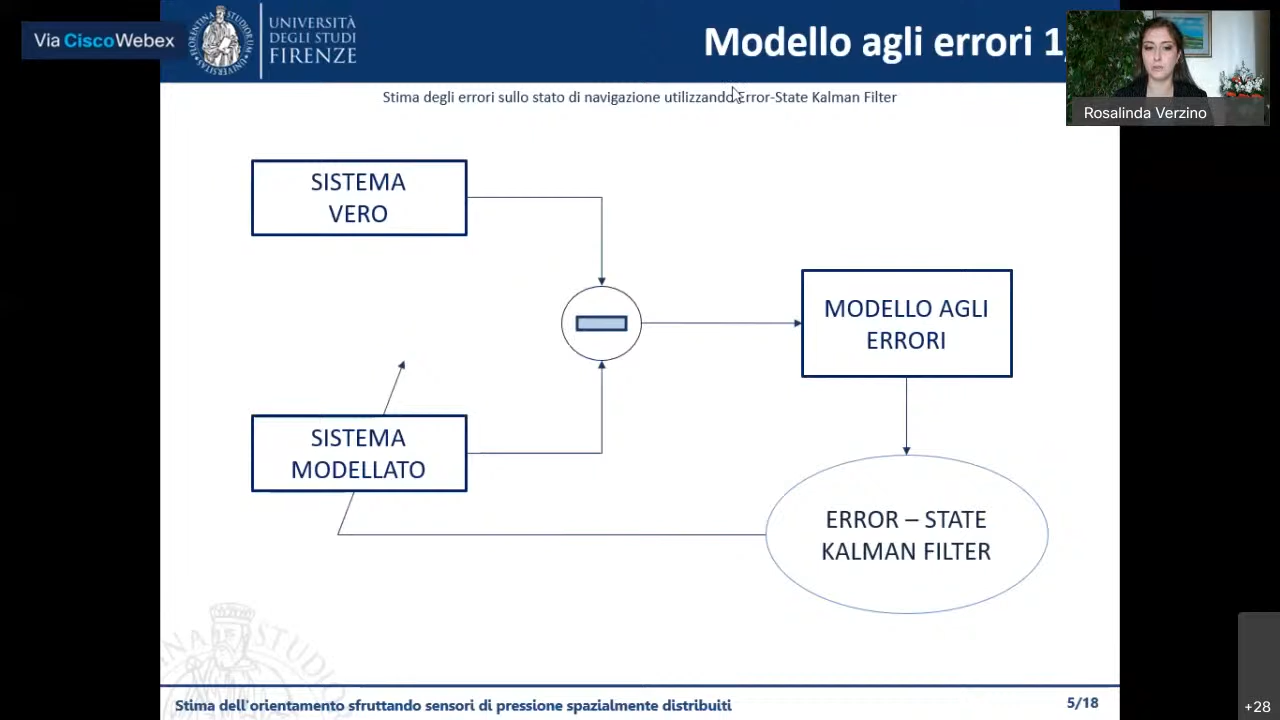 Via Cisco Webex
UNIVERSITÀ
DEGLI STUDI
FIRENZE
Modello agli errori 1
Rosalinda Verzino
Stima degli errori sullo stato di navigazione utilizzando Error-State Kalman Filter
SISTEMA
VERO
MODELLO AGLI
ERRORI
SISTEMA
MODELLATO
ERROR – STATE
KALMAN FILTER
Stima dell'orientamento sfruttando sensori di pressione spazialmente distribuiti
5/18
+28